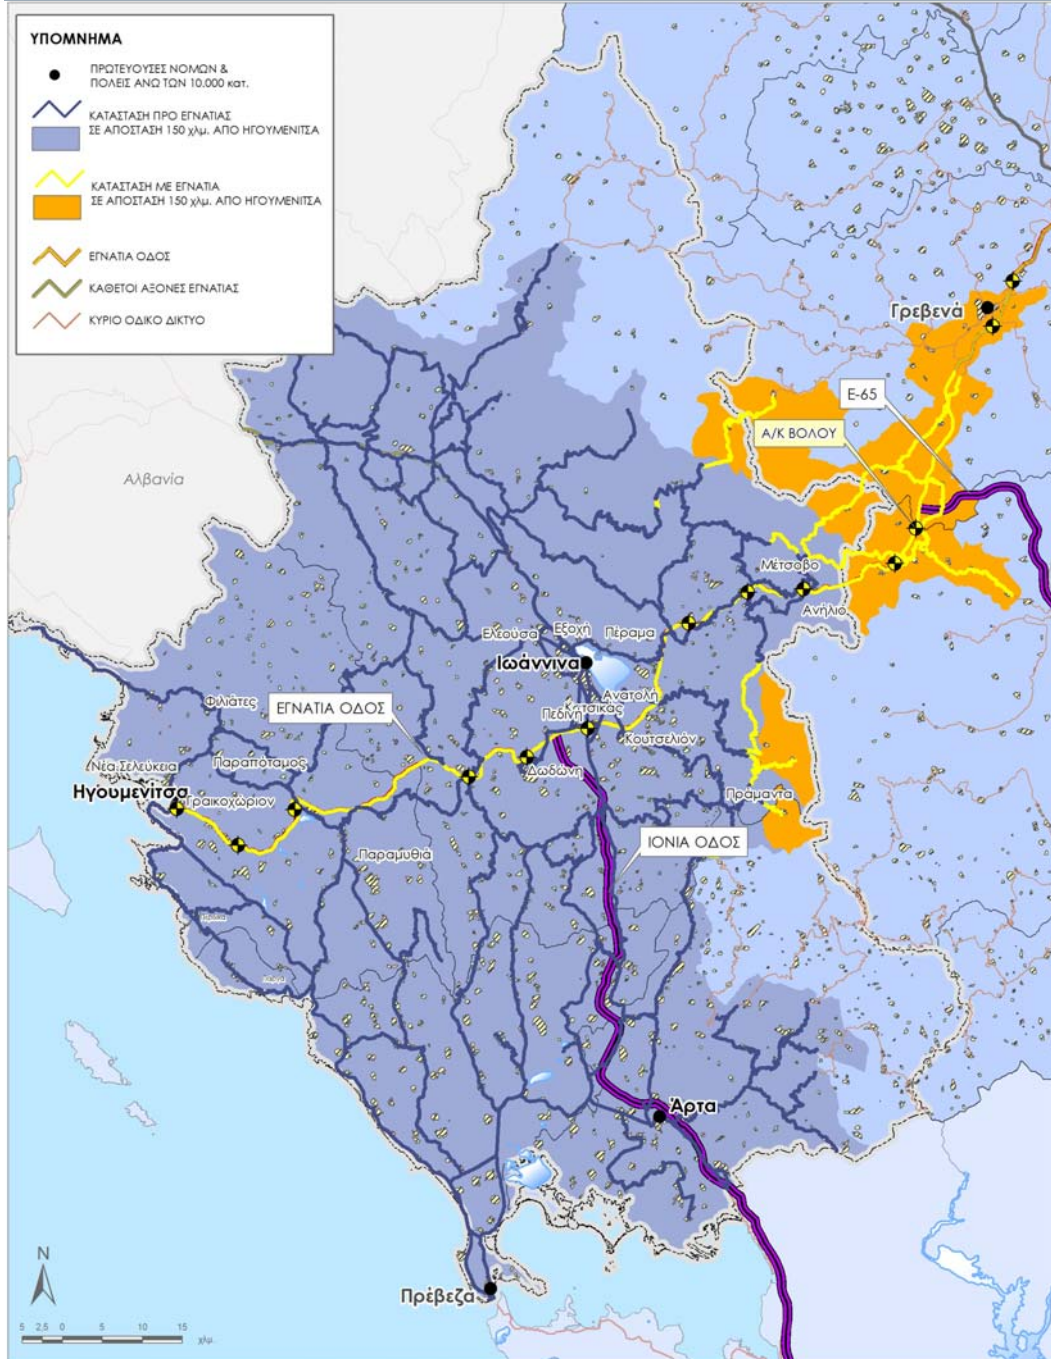 ΥΠΟΜΝΗΜΑ
ΠΡΩΤΕΥΟΥΣΕΣ ΝΟΜΩΝ &
ΠΟΛΕΙΣ ΑΝΩ ΤΩΝ 10.000 κατ.
ΚΑΤΑΣΤΑΣΗ ΠΡΟ ΕΓΝΑΤΙΑΣ
ΣΕ ΑΠΟΣΤΑΣΗ 150 χλμ. ΑΠΟ ΗΓΟΥΜΕΝΙΤΣΑ
ΚΑΤΑΣΤΑΣΗ ΜΕ ΕΓΝΑΤΙΑ
ΣΕ ΑΠΟΣΤΑΣΗ 150 χλμ. ΑΠΟ ΗΓΟΥΜΕΝΙΤΣΑ
ΕΓΝΑΤΙΑ ΟΔΟΣ
ΚΑΘΕΤΟΙ ΑΞΟΝΕΣ ΕΓΝΑΤΙΑΣ
ΚΥΡΙΟ ΟΔΙΚΟ ΔΙΚΤΥΟ
Γρεβενά
Ε-65
Α/Κ ΒΟΛΟΥ
Αλβανία
Μέτσοβο
Ανήλιο
Ελεούσα
Εξοχή
Πέραμα
Ιωάννινα
Ανατολή
Κατσικάς
Πεδινή
Κουτσελιόν
Φιλιάτες
ΕΓΝΑΤΙΑ ΟΔΟΣ
Νέα Σελεύκεια
Παραπόταμος
Δωδώνη
Ηγουμενίτσα
Γραικοχώριον
Πράμαντα
ΙΟΝΙΑ ΟΔΟΣ
Παραμυθιά
Πάργα
Άρτα
Πρέβεζα
N
5 2,5 0 5 10 15
χλμ.